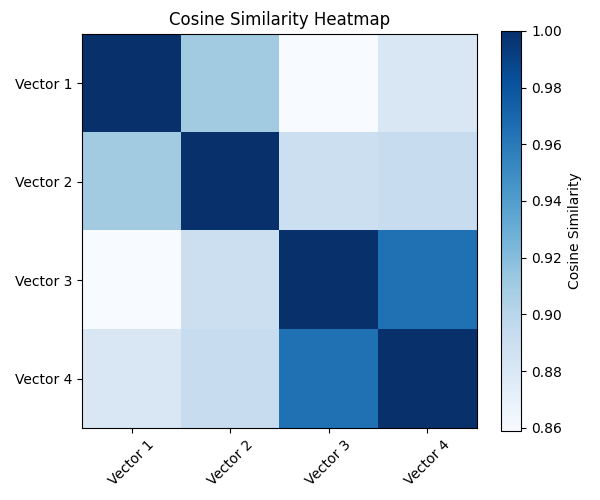 Cosine Similarity Heatmap
Vector 1
Vector 2
Vector 3
Vector 4
Vector 1
Vector 2
Vector 3
Vector 4
1.00
0.98
0.96
0.94
0.92
0.90
0.88
0.86
Cosine Similarity